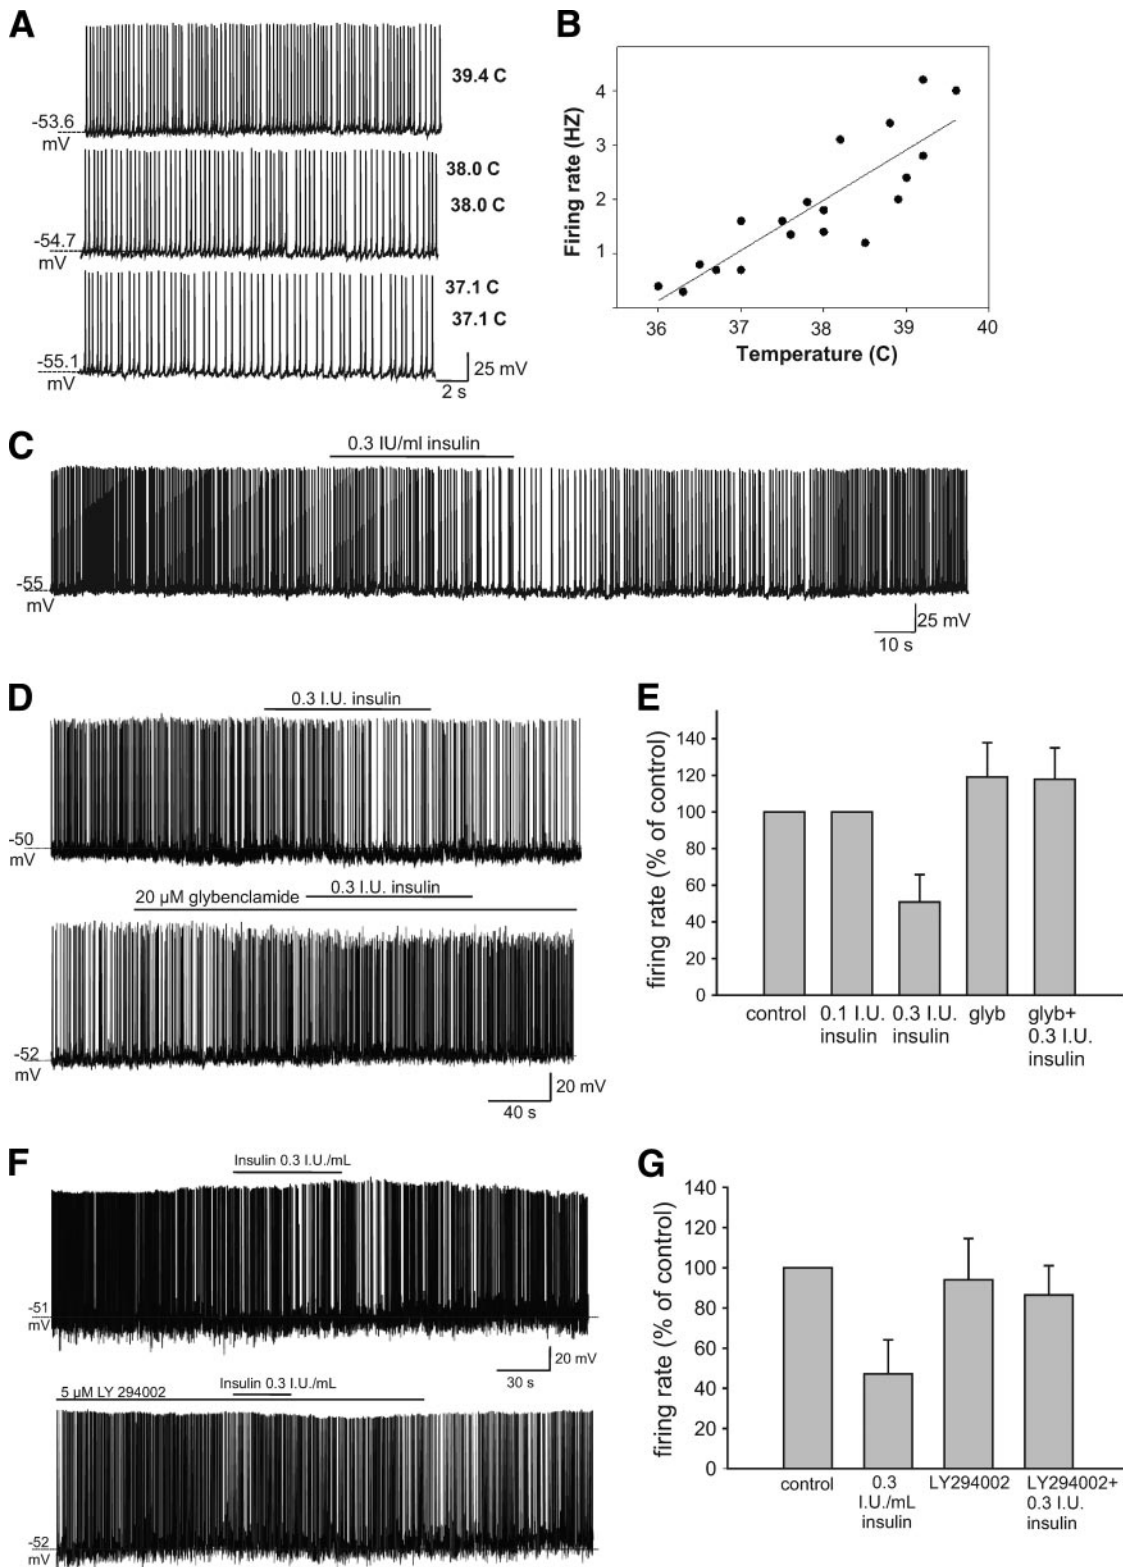 A
39.4 C
-53.6
mV
38.0 C
38.0 C
-54.7
mV
37.1 C
37.1 C
-55.1
mV
25 mV
2 s
B
Firing rate (HZ)
4
3
2
1
36 37 38 39 40
Temperature (C)
C
0.3 IU/ml insulin
-55
mV
25 mV
10 s
D
0.3 I.U. insulin
-50
mV
0.3 I.U. insulin
20 µM glybenclamide
-52
mV
20 mV
40 s
E
firing rate (% of control)
140
120
100
80
60
40
20
0
control 0.1 I.U. 0.3 I.U. glyb glyb+
insulin insulin 0.3 I.U.
insulin
F
Insulin 0.3 I.U./mL
-51
mV
20 mV
30 s
Insulin 0.3 I.U./mL
5 µM LY 294002
-52
mV
G
firing rate (% of control)
140
120
100
80
60
40
20
0
control 0.3 LY294002 LY294002+
I.U./mL 0.3 I.U.
insulin insulin